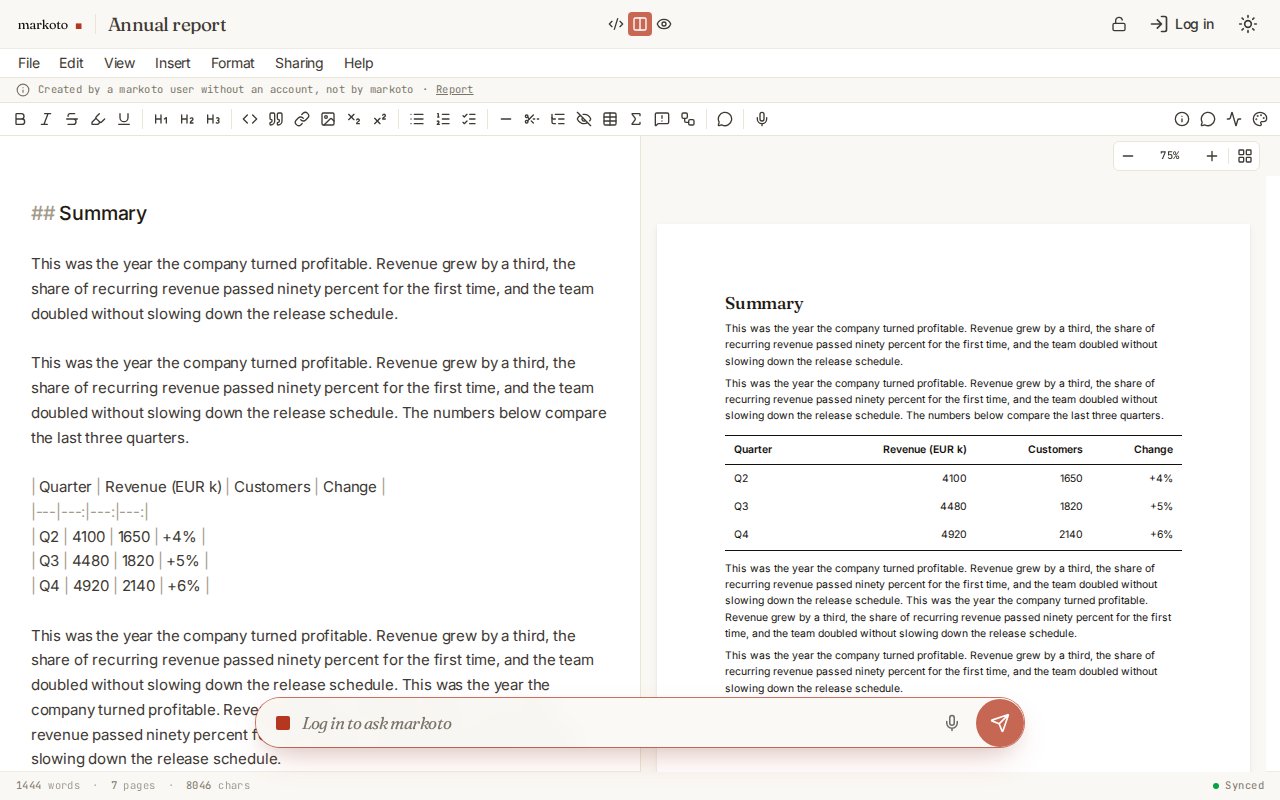 markoto
Annual report
Log in
File Edit View Insert Format Sharing Help
Created by a markoto user without an account, not by markoto · Report
H1 H2 H3
75%
## Summary
This was the year the company turned profitable. Revenue grew by a third, the
share of recurring revenue passed ninety percent for the first time, and the team
doubled without slowing down the release schedule.
This was the year the company turned profitable. Revenue grew by a third, the
share of recurring revenue passed ninety percent for the first time, and the team
doubled without slowing down the release schedule. The numbers below compare
the last three quarters.
| Quarter | Revenue (EUR k) | Customers | Change |
|---|---:|---:|---:|
| Q2 | 4100 | 1650 | +4% |
| Q3 | 4480 | 1820 | +5% |
| Q4 | 4920 | 2140 | +6% |
This was the year the company turned profitable. Revenue grew by a third, the
share of recurring revenue passed ninety percent for the first time, and the team
doubled without slowing down the release schedule. This was the year the
company turned profitable. Reve
revenue passed ninety percent f
slowing down the release schedule.
Summary
This was the year the company turned profitable. Revenue grew by a third, the share of
recurring revenue passed ninety percent for the first time, and the team doubled without
slowing down the release schedule.
This was the year the company turned profitable. Revenue grew by a third, the share of
recurring revenue passed ninety percent for the first time, and the team doubled without
slowing down the release schedule. The numbers below compare the last three quarters.
Quarter Revenue (EUR k) Customers Change
Q2 4100 1650 +4%
Q3 4480 1820 +5%
Q4 4920 2140 +6%
This was the year the company turned profitable. Revenue grew by a third, the share of
recurring revenue passed ninety percent for the first time, and the team doubled without
slowing down the release schedule. This was the year the company turned profitable.
Revenue grew by a third, the share of recurring revenue passed ninety percent for the first
time, and the team doubled without slowing down the release schedule.
This was the year the company turned profitable. Revenue grew by a third, the share of
recurring revenue passed ninety percent for the first time, and the team doubled without
slowing down the release schedule.
Log in to ask markoto
1444 words · 7 pages · 8046 chars
Synced